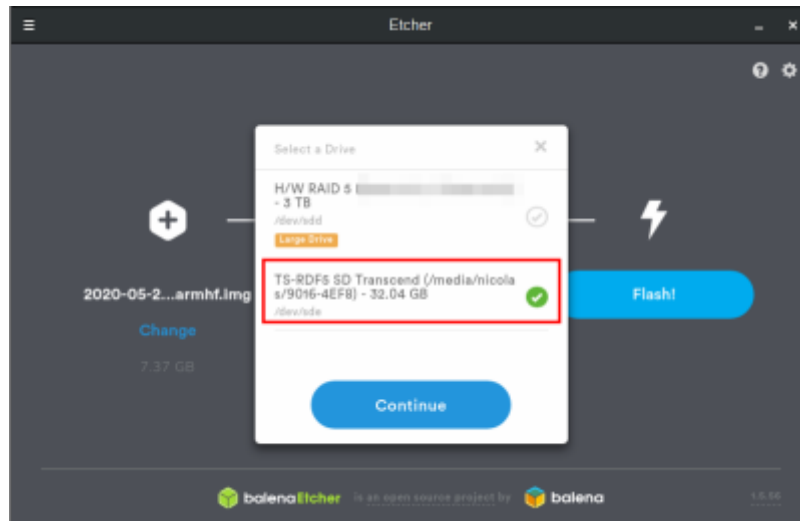 Etcher
Select a Drive
H/W RAID 5
- 3 TB
/dev/sdd
Large Drive
TS-RDF5 SD Transcend (/media/nicola
s/9016-4EF8) - 32.04 GB
/dev/sde
2020-05-2...armhf.img
Change
7.37 GB
Flash!
Continue
balenaEtcher is an open source project by balena